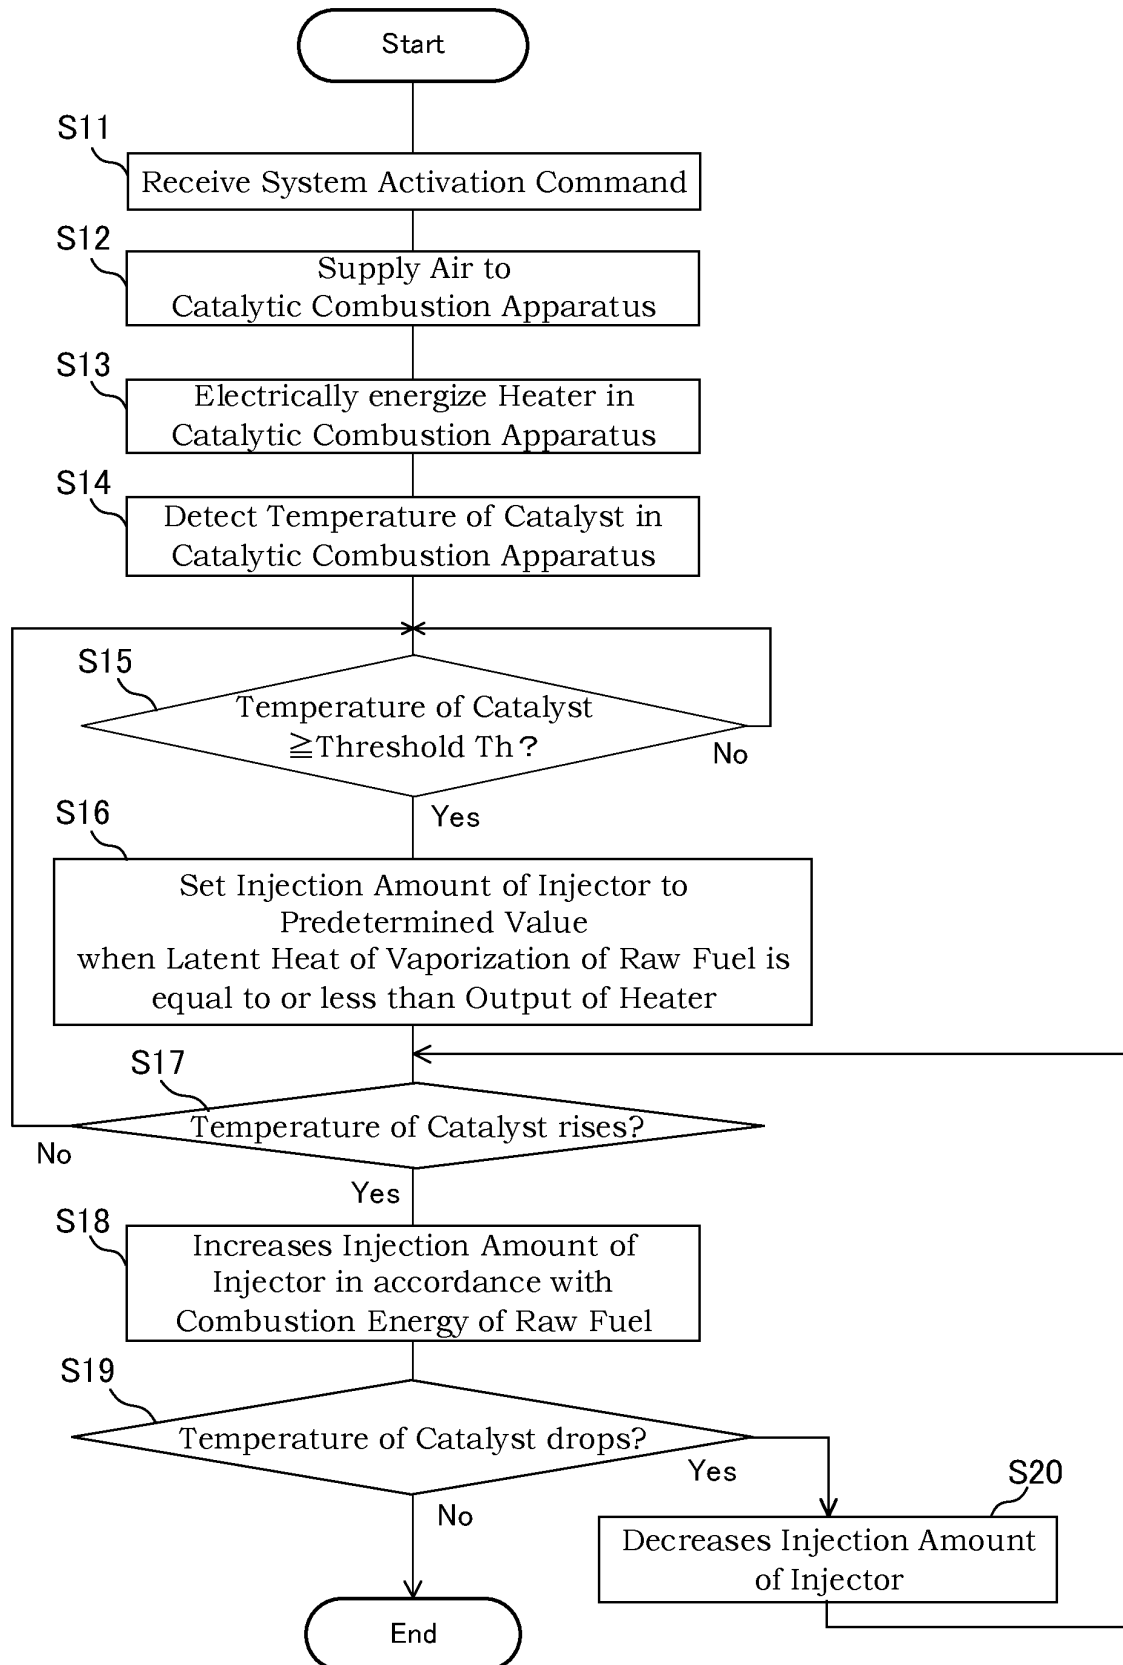 Start
S11
Receive System Activation Command
S12
Supply Air to
Catalytic Combustion Apparatus
S13
Electrically energize Heater in
Catalytic Combustion Apparatus
S14
Detect Temperature of Catalyst in
Catalytic Combustion Apparatus
S15
Temperature of Catalyst
≧Threshold Th?
No
Yes
S16
Set Injection Amount of Injector to
Predetermined Value
when Latent Heat of Vaporization of Raw Fuel is
equal to or less than Output of Heater
S17
Temperature of Catalyst rises?
No
Yes
S18
Increases Injection Amount of
Injector in accordance with
Combustion Energy of Raw Fuel
S19
Temperature of Catalyst drops?
Yes
No
S20
Decreases Injection Amount
of Injector
End